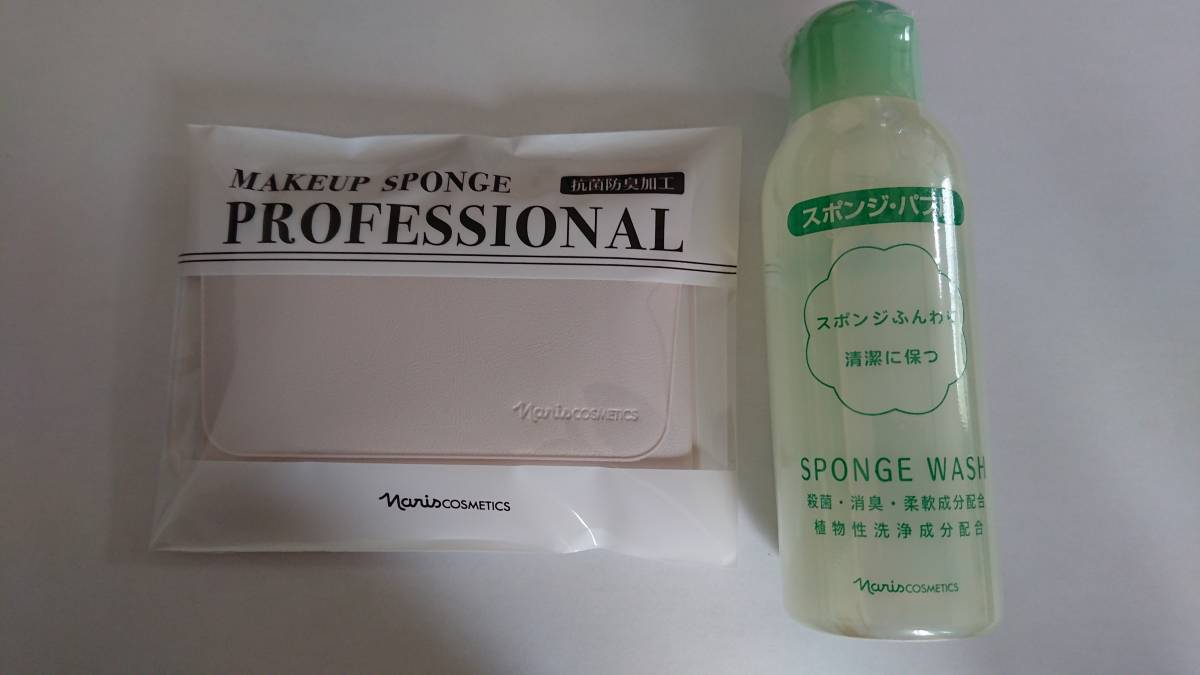 MAKEUP SPONGE
抗菌防臭加工
PROFESSIONAL
Naris COSMETICS
Naris COSMETICS
スポンジ・パフ
スポンジふんわり
清潔に保つ
SPONGE WASH
殺菌・消臭・柔軟成分配合
植物性洗浄成分配合
Naris COSMETICS